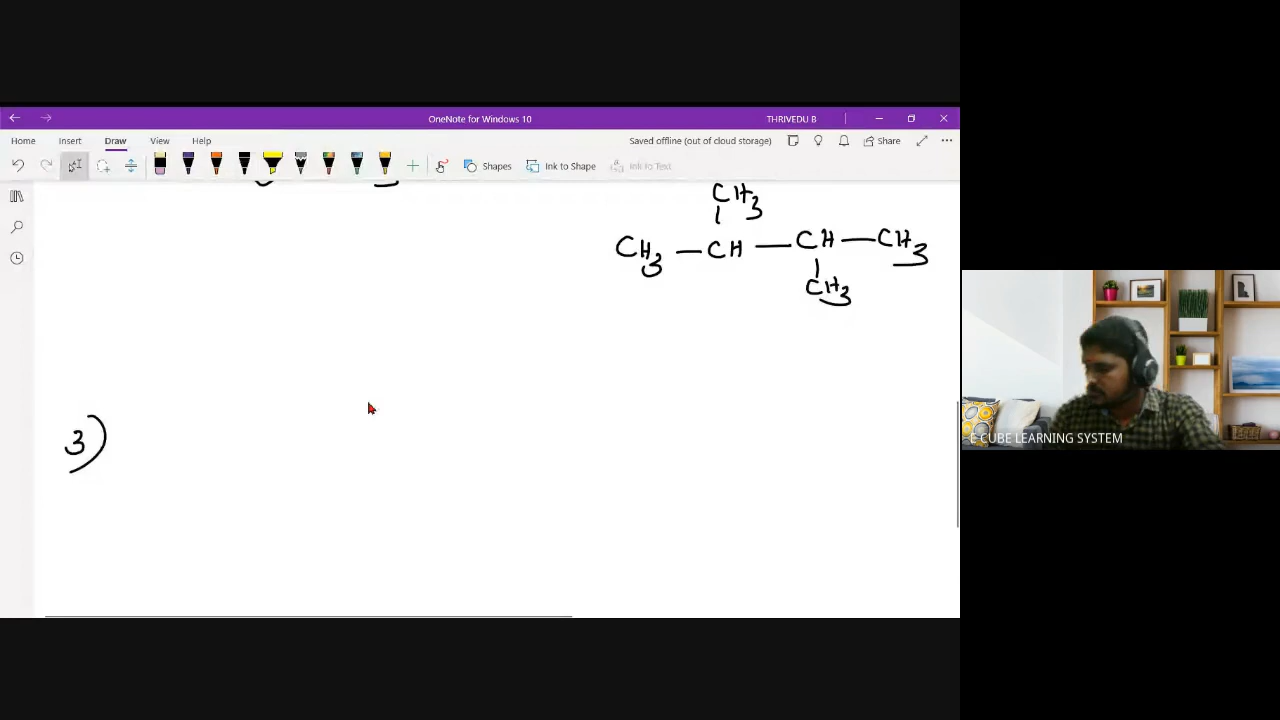 OneNote for Windows 10
THRIVEDU B
Home Insert Draw View Help
Saved offline (out of cloud storage)
Share
Shapes
Ink to Shape
Ink to Text
CH3
CH3 — CH — CH — CH3
CH3
3)
E CUBE LEARNING SYSTEM